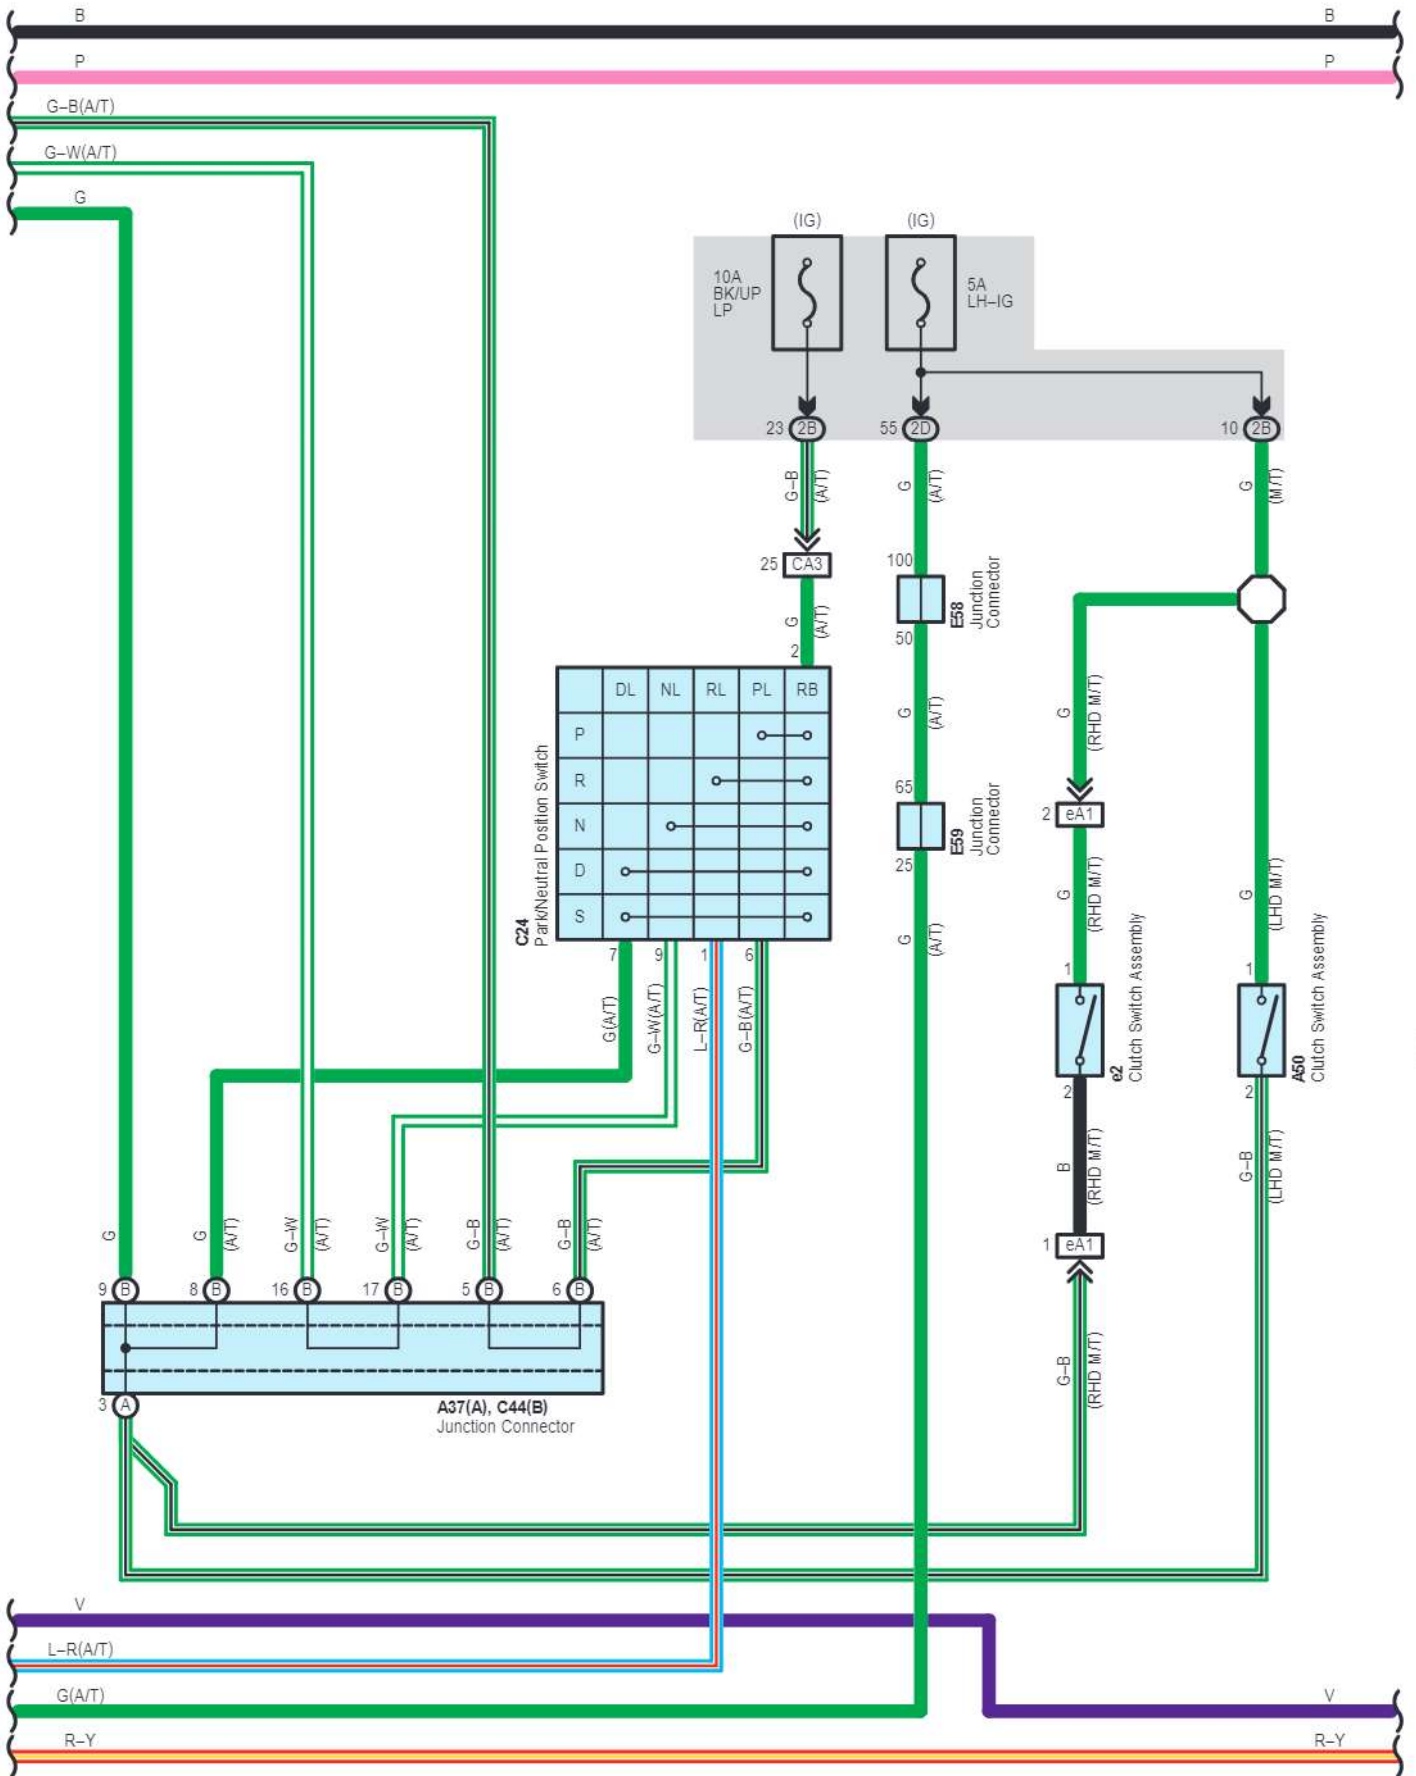 B
B
P
P
G–B(A/T)
G–W(A/T)
G
(IG)
(IG)
10A
BK/UP
LP
5A
LH–IG
23
2B
55
2D
10
2B
G–B
(A/T)
G
(A/T)
G
(M/T)
25
CA3
100
E58
Junction
Connector
50
G
(A/T)
2
DL
NL
RL
PL
RB
P
R
N
D
S
C24
Park/Neutral Position Switch
G
(A/T)
G
(RHD M/T)
65
E59
Junction
Connector
25
2
eA1
G
(A/T)
G
(RHD M/T)
G
(LHD M/T)
7
9
1
6
G(A/T)
G–W(A/T)
L–R(A/T)
G–B(A/T)
1
e2
Clutch Switch Assembly
2
1
A50
Clutch Switch Assembly
2
B
(RHD M/T)
G–B
(LHD M/T)
G
G
(A/T)
G–W
(A/T)
G–W
(A/T)
G–B
(A/T)
G–B
(A/T)
1
eA1
9
B
8
B
16
B
17
B
5
B
6
B
G–B
(RHD M/T)
3
A
A37(A), C44(B)
Junction Connector
V
L–R(A/T)
G(A/T)
V
R–Y
R–Y